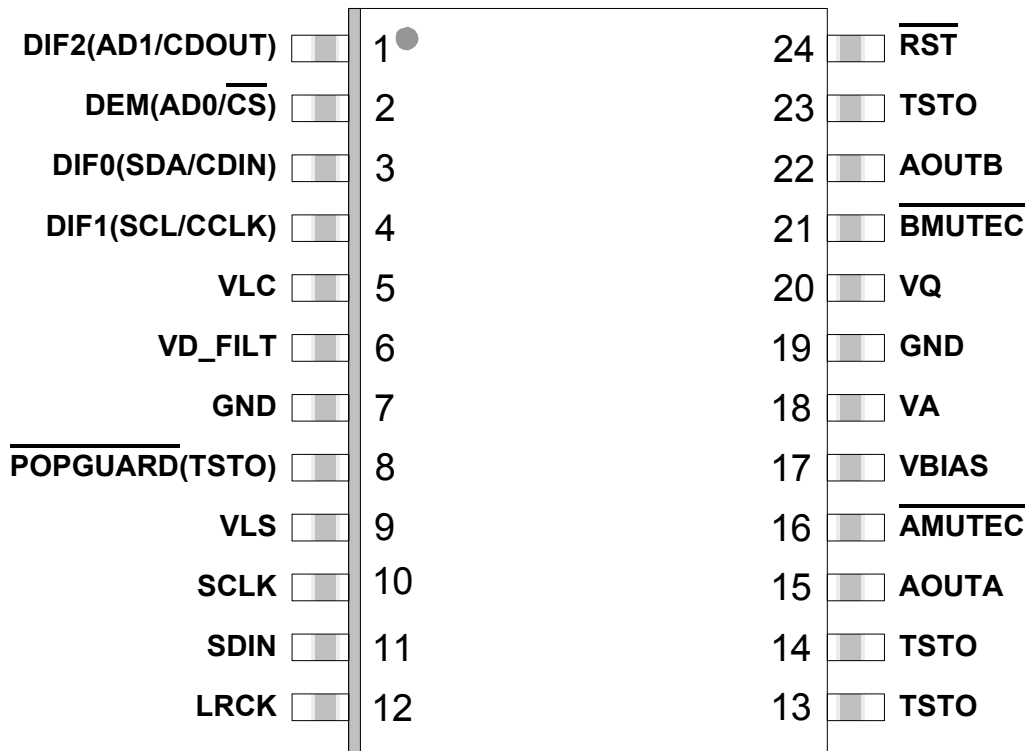 DIF2(AD1/CDOUT) 1 24 RST
DEM(AD0/CS) 2 23 TSTO
DIF0(SDA/CDIN) 3 22 AOUTB
DIF1(SCL/CCLK) 4 21 BMUTEC
VLC 5 20 VQ
VD_FILT 6 19 GND
GND 7 18 VA
POPGUARD(TSTO) 8 17 VBIAS
VLS 9 16 AMUTEC
SCLK 10 15 AOUTA
SDIN 11 14 TSTO
LRCK 12 13 TSTO